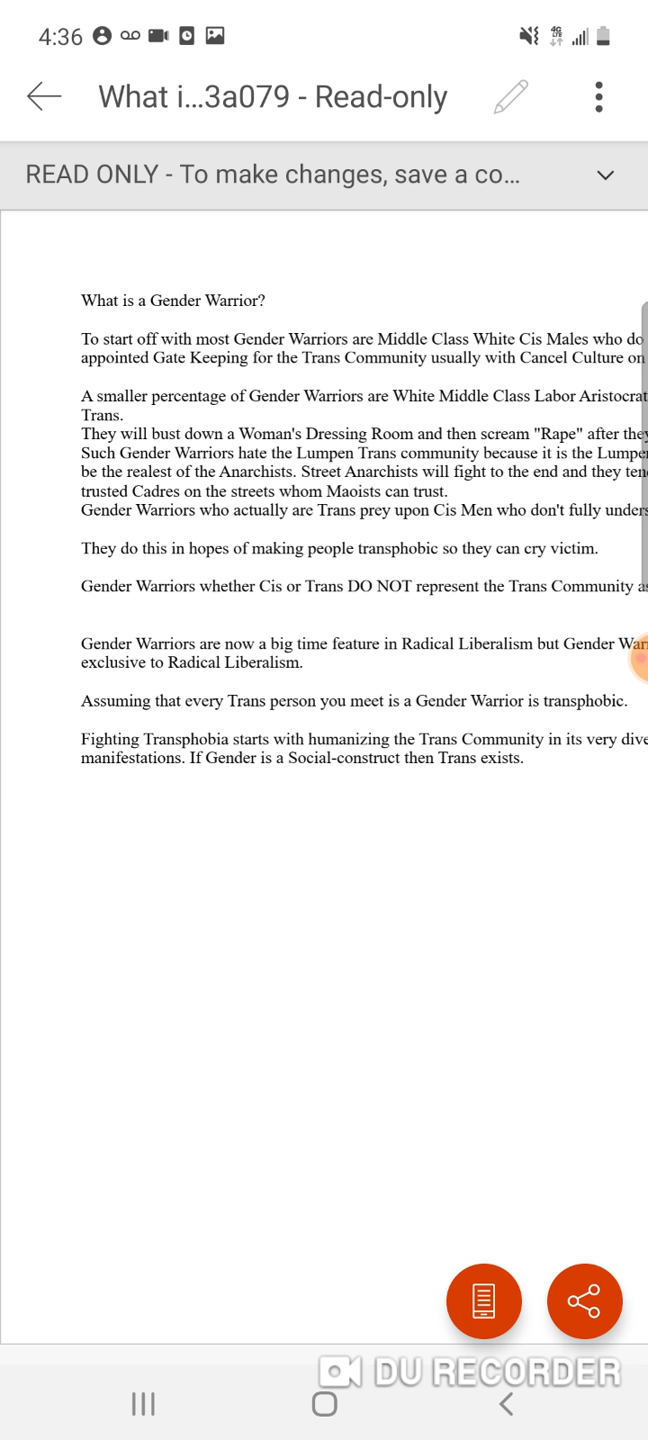 4:36
What i...3a079 - Read-only
READ ONLY - To make changes, save a co...
What is a Gender Warrior?
To start off with most Gender Warriors are Middle Class White Cis Males who do
appointed Gate Keeping for the Trans Community usually with Cancel Culture on
A smaller percentage of Gender Warriors are White Middle Class Labor Aristocrat
Trans.
They will bust down a Woman's Dressing Room and then scream "Rape" after they
Such Gender Warriors hate the Lumpen Trans community because it is the Lumpen
be the realest of the Anarchists. Street Anarchists will fight to the end and they ten
trusted Cadres on the streets whom Maoists can trust.
Gender Warriors who actually are Trans prey upon Cis Men who don't fully unders
They do this in hopes of making people transphobic so they can cry victim.
Gender Warriors whether Cis or Trans DO NOT represent the Trans Community as
Gender Warriors are now a big time feature in Radical Liberalism but Gender War
exclusive to Radical Liberalism.
Assuming that every Trans person you meet is a Gender Warrior is transphobic.
Fighting Transphobia starts with humanizing the Trans Community in its very dive
manifestations. If Gender is a Social-construct then Trans exists.
DU RECORDER